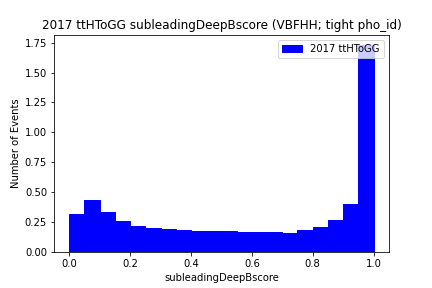 2017 ttHToGG subleadingDeepBscore (VBFHH; tight pho_id)
2017 ttHToGG
1.75
1.50
1.25
1.00
0.75
0.50
0.25
0.00
Number of Events
0.0 0.2 0.4 0.6 0.8 1.0
subleadingDeepBscore